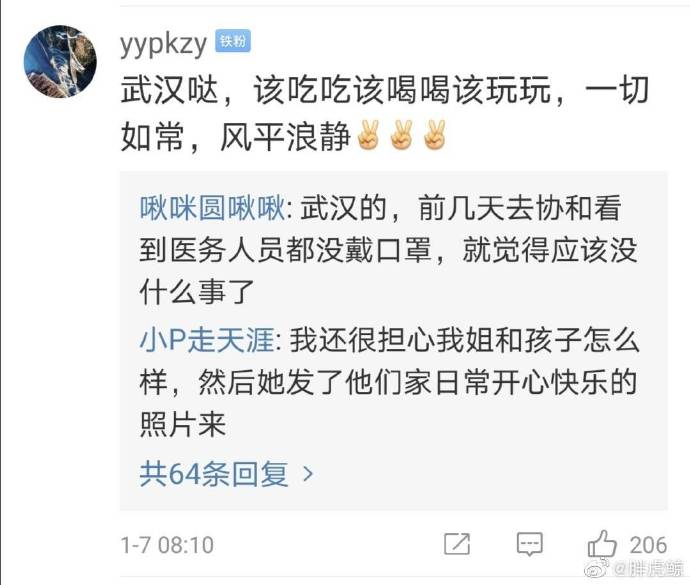 yypkzy 铁粉
武汉哒，该吃吃该喝喝该玩玩，一切
如常，风平浪静✌✌✌
啾咪圆啾啾: 武汉的，前几天去协和看
到医务人员都没戴口罩，就觉得应该没
什么事了
小P走天涯: 我还很担心我姐和孩子怎么
样，然后她发了他们家日常开心快乐的
照片来
共64条回复 >
1-7 08:10 206
@胖虎鲸